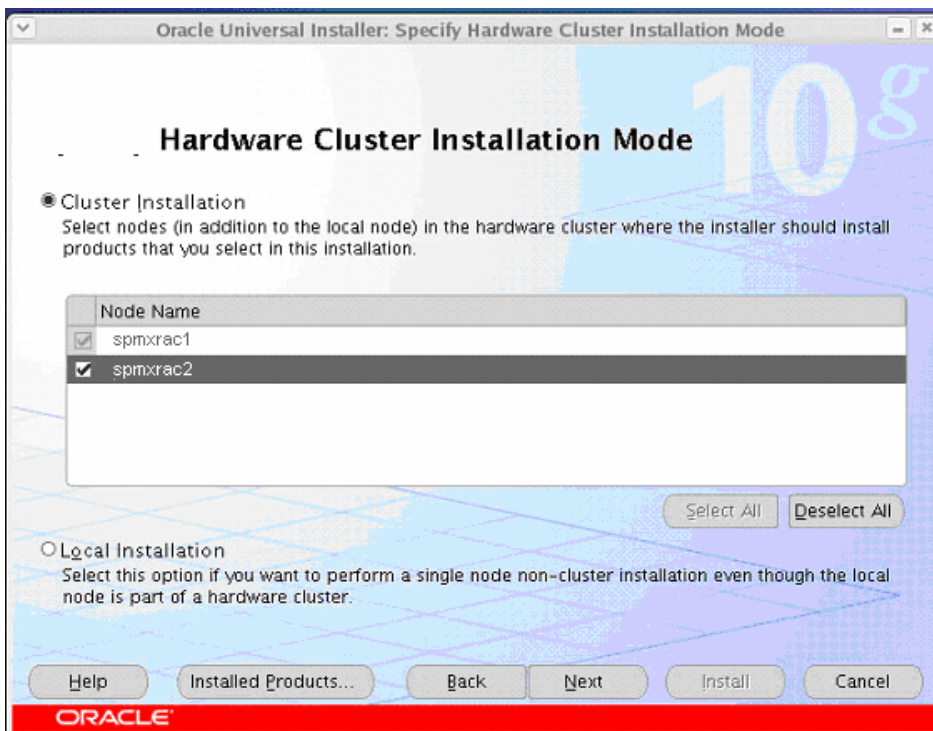 Oracle Universal Installer: Specify Hardware Cluster Installation Mode
10g
Hardware Cluster Installation Mode
Cluster Installation
Select nodes (in addition to the local node) in the hardware cluster where the installer should install
products that you select in this installation.
Node Name
spmxrac1
spmxrac2
Select All Deselect All
Local Installation
Select this option if you want to perform a single node non-cluster installation even though the local
node is part of a hardware cluster.
Help Installed Products... Back Next Install Cancel
ORACLE